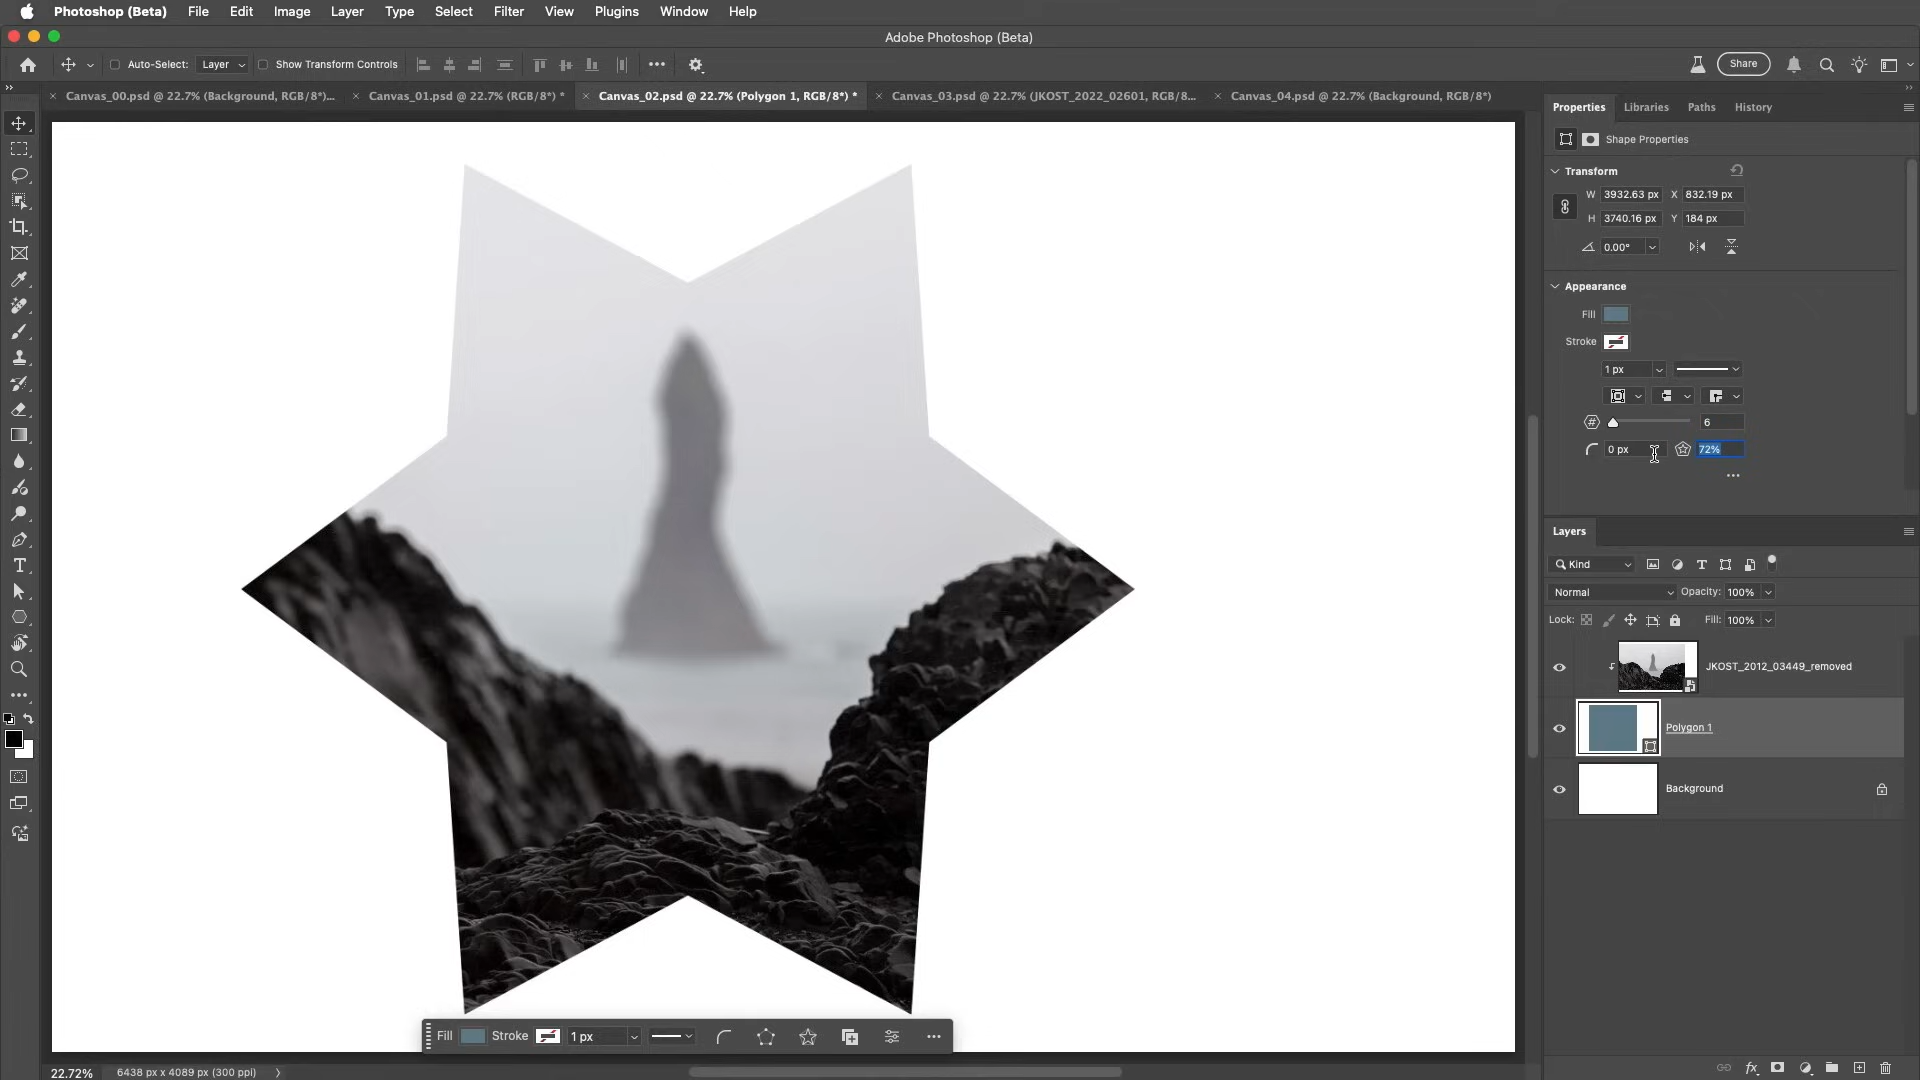 Photoshop (Beta) File Edit Image Layer Type Select Filter View Plugins Window Help
Adobe Photoshop (Beta)
Auto-Select: Layer Show Transform Controls Share
Canvas_00.psd @ 22.7% (Background, RGB/8*)... Canvas_01.psd @ 22.7% (RGB/8*) * Canvas_02.psd @ 22.7% (Polygon 1, RGB/8*) * Canvas_03.psd @ 22.7% (JKOST_2022_02601, RGB/8... Canvas_04.psd @ 22.7% (Background, RGB/8*)
Properties Libraries Paths History
Shape Properties
Transform
W 3932.63 px X 832.19 px
H 3740.16 px Y 184 px
0.00°
Appearance
Fill
Stroke
1 px
6
0 px 72%
Layers
Kind
Normal Opacity: 100%
Lock: Fill: 100%
JKOST_2012_03449_removed
Polygon 1
Background
Fill Stroke 1 px
22.72% 6438 px x 4089 px (300 ppi)